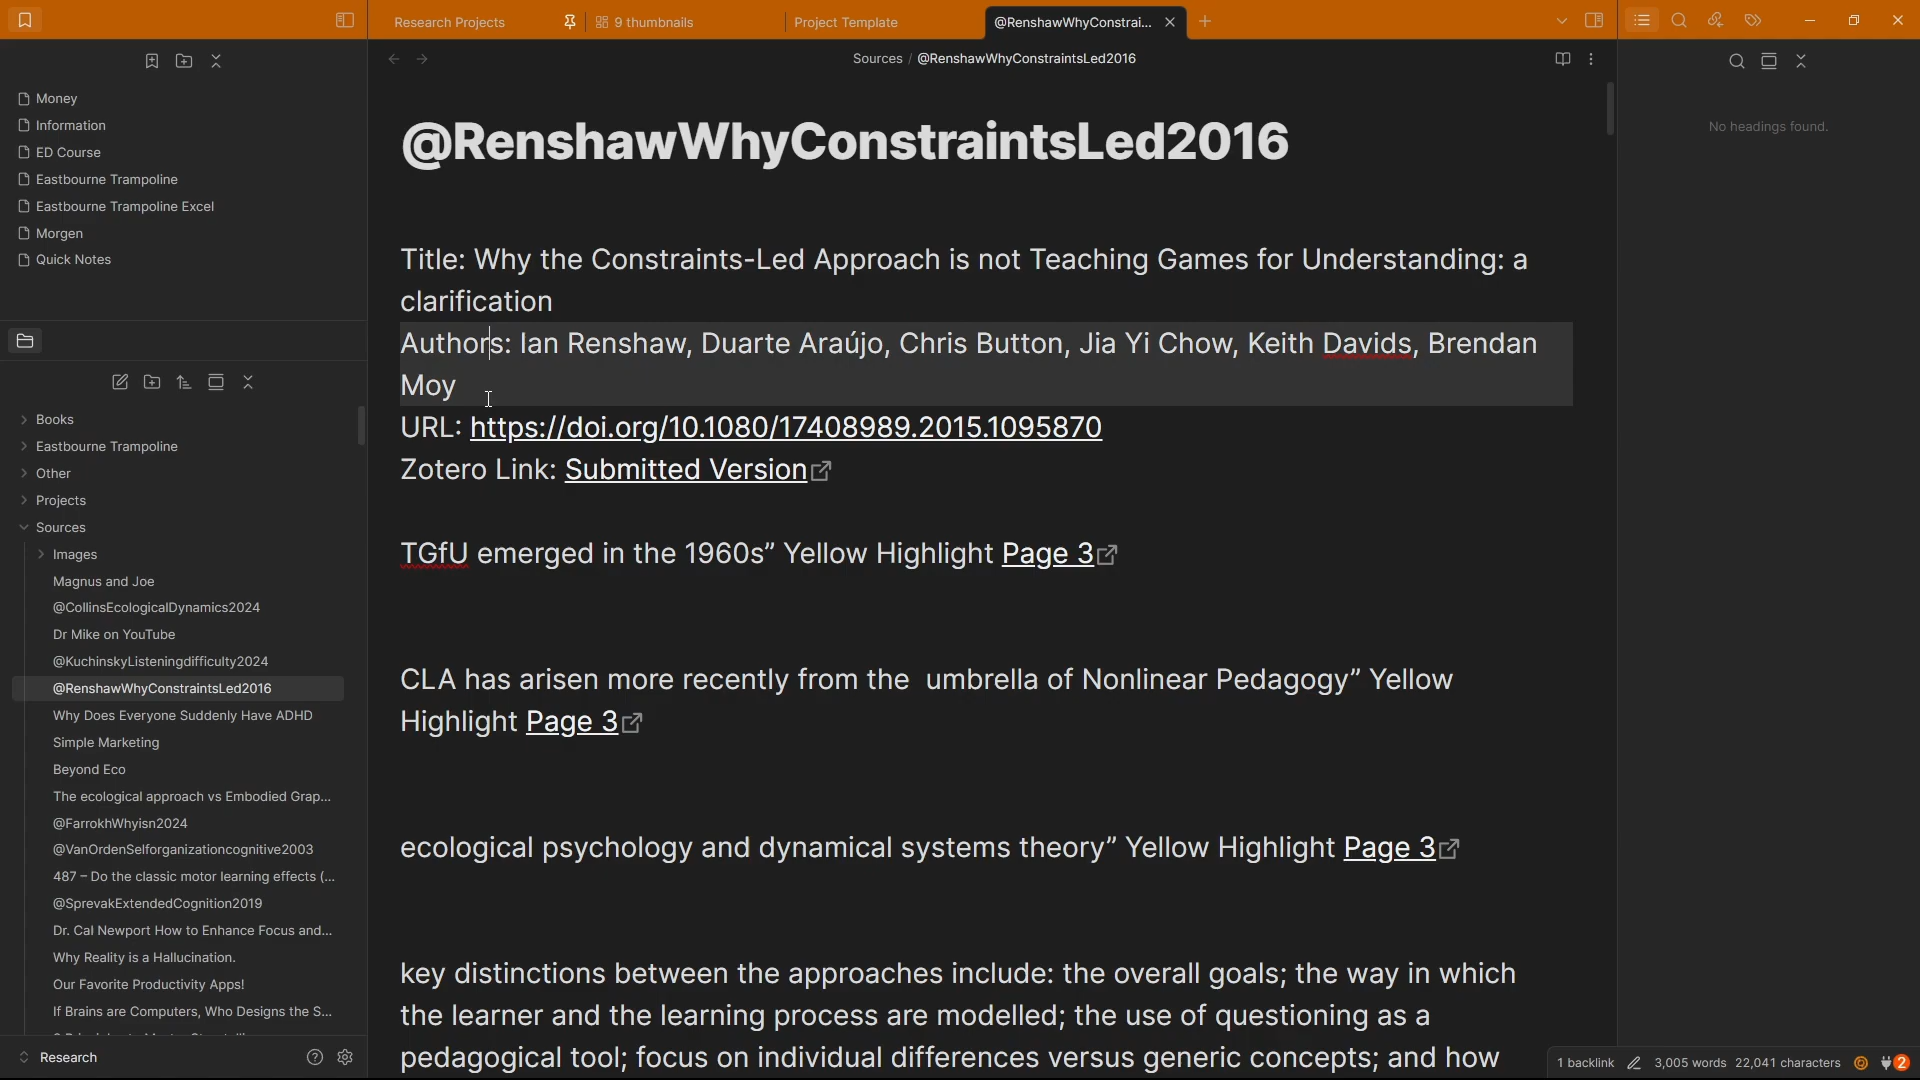 Research Projects
9 thumbnails
Project Template
@RenshawWhyConstrai...
Sources / @RenshawWhyConstraintsLed2016
Money
Information
ED Course
Eastbourne Trampoline
Eastbourne Trampoline Excel
Morgen
Quick Notes
Books
Eastbourne Trampoline
Other
Projects
Sources
Images
Magnus and Joe
@CollinsEcologicalDynamics2024
Dr Mike on YouTube
@KuchinskyListeningdifficulty2024
@RenshawWhyConstraintsLed2016
Why Does Everyone Suddenly Have ADHD
Simple Marketing
Beyond Eco
The ecological approach vs Embodied Grap...
@FarrokhWhyisn2024
@VanOrdenSelforganizationcognitive2003
487 – Do the classic motor learning effects (...
@SprevakExtendedCognition2019
Dr. Cal Newport How to Enhance Focus and...
Why Reality is a Hallucination.
Our Favorite Productivity Apps!
If Brains are Computers, Who Designs the S...
Research
@RenshawWhyConstraintsLed2016
Title: Why the Constraints-Led Approach is not Teaching Games for Understanding: a
clarification
Authors: Ian Renshaw, Duarte Araújo, Chris Button, Jia Yi Chow, Keith Davids, Brendan
Moy
URL: https://doi.org/10.1080/17408989.2015.1095870
Zotero Link: Submitted Version
TGfU emerged in the 1960s” Yellow Highlight Page 3
CLA has arisen more recently from the umbrella of Nonlinear Pedagogy” Yellow
Highlight Page 3
ecological psychology and dynamical systems theory” Yellow Highlight Page 3
key distinctions between the approaches include: the overall goals; the way in which
the learner and the learning process are modelled; the use of questioning as a
pedagogical tool; focus on individual differences versus generic concepts; and how
No headings found.
1 backlink 3,005 words 22,041 characters 2